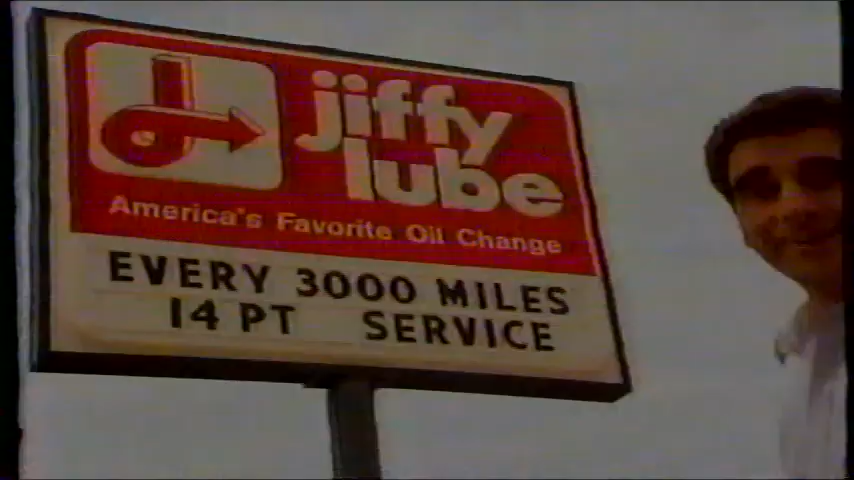 jiffy
lube
America's Favorite Oil Change
EVERY 3000 MILES
14 PT SERVICE